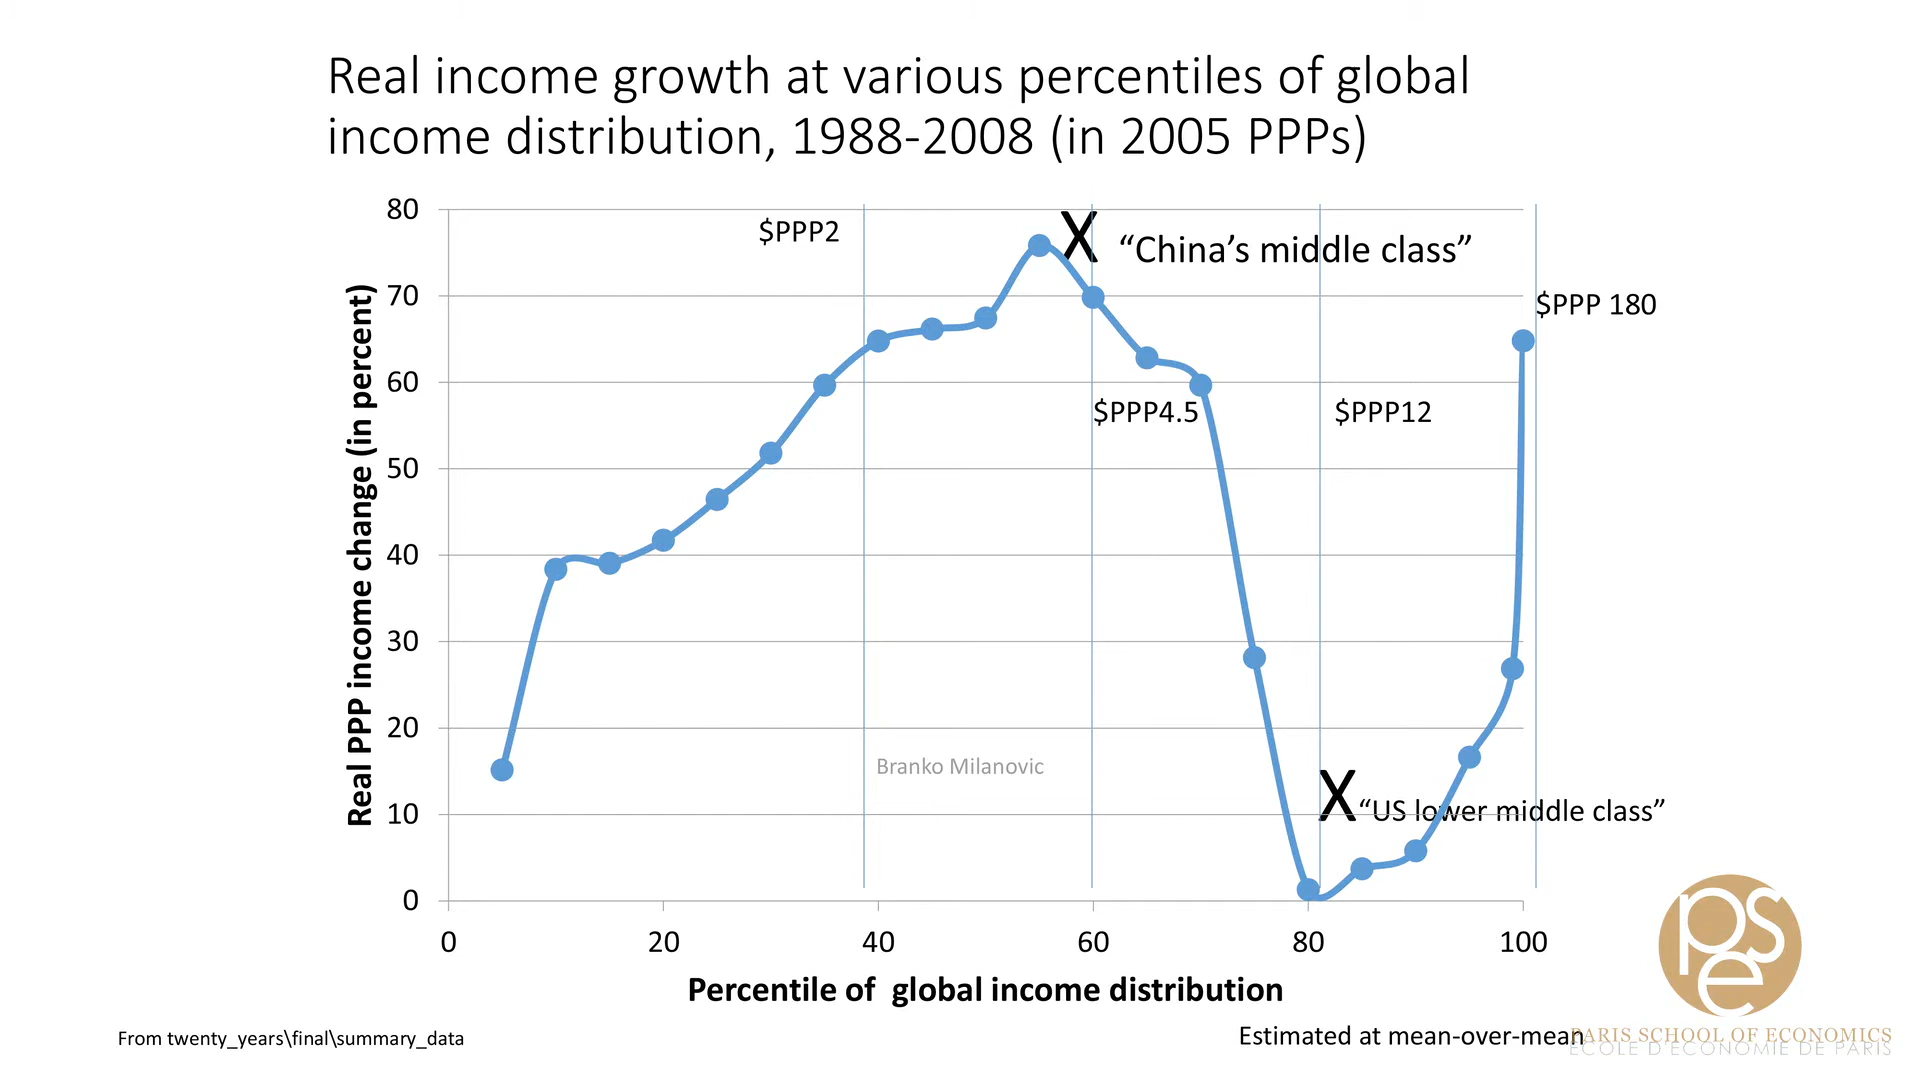 Real income growth at various percentiles of global
income distribution, 1988-2008 (in 2005 PPPs)
Real PPP income change (in percent)
80
70
60
50
40
30
20
10
0
$PPP2
X
“China’s middle class”
$PPP 180
$PPP4.5
$PPP12
Branko Milanovic
X
“US lower middle class”
0
20
40
60
80
100
Percentile of global income distribution
From twenty_years\final\summary_data
Estimated at mean-over-mean
pse
PARIS SCHOOL OF ECONOMICS
ECOLE D'ECONOMIE DE PARIS